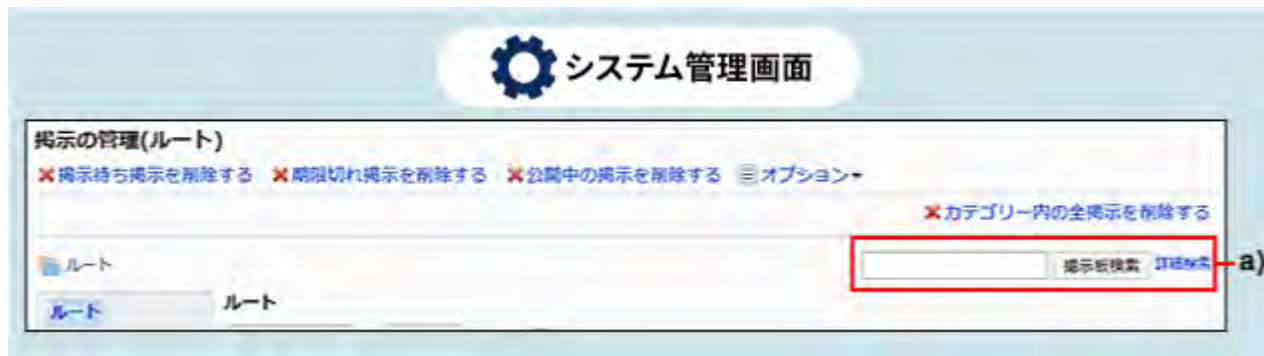 システム管理画面
掲示の管理(ルート)
掲示待ち掲示を削除する 期限切れ掲示を削除する 公開中の掲示を削除する オプション
カテゴリー内の全掲示を削除する
ルート 掲示板検索 詳細検索 a)
ルート ルート